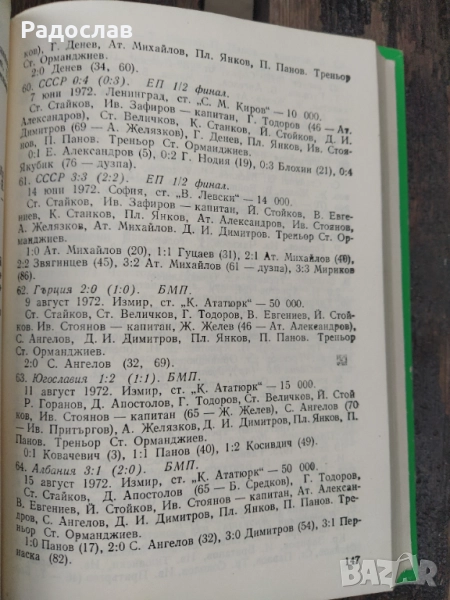 Радослав
ков), Г. Денев, Ат. Михайлов, Пл. Янков, П. Панов. Треньор
Ст. Орманджиев.
2:0 Денев (34, 60).
60. СССР 0:4 (0:3). ЕП 1/2 финал.
7 юни 1972. Ленинград, ст. „С. М. Киров“ — 10 000.
Ст. Стайков, Ив. Зафиров — капитан, Г. Тодоров (46 — Ат.
Александров), Ст. Величков, К. Станков, Й. Стойков, Д. И.
Димитров (69 — А. Желязков), Г. Денев, Пл. Янков, Ив. Стоя-
нов, П. Панов. Треньор Ст. Орманджиев.
0:1 Е. Александров (5), 0:2 Г. Нодия (19), 0:3 Блохин (21), 0:4
Якубик (76 — дузпа).
61. СССР 3:3 (2:2). ЕП 1/2 финал.
14 юни 1972. София, ст. „В. Левски“ — 14 000.
Ст. Стайков, Ив. Зафиров — капитан, Й. Стойков, В. Евге-
ниев, К. Станков, Пл. Янков, Ат. Александров, Ив. Стоянов,
А. Желязков, Ат. Михайлов, Д. И. Димитров. Треньор Ст. Ор-
манджиев.
1:0 Ат. Михайлов (20), 1:1 Гуцаев (31), 2:1 Ат. Михайлов (40),
2:2 Звягинцев (45), 3:2 Ат. Михайлов (61 — дузпа), 3:3 Мириков
(86).
62. Гърция 2:0 (1:0). БМП.
9 август 1972. Измир, ст. „К. Ататюрк“ — 50 000.
Ст. Стайков, Ст. Величков, Г. Тодоров, В. Евгениев, Й. Стой-
ков, Ив. Стоянов — капитан, Ж. Желев (46 — Ат. Александров),
С. Ангелов, Д. И. Димитров, Пл. Янков, П. Панов. Треньор
Ст. Орманджиев.
2:0 С. Ангелов (32, 69).
63. Югославия 1:2 (1:1). БМП.
11 август 1972. Измир, ст. „К. Ататюрк“ — 15 000.
Р. Горанов, Д. Апостолов, Г. Тодоров, Ст. Величков, Й. Стой-
ков, Ив. Стоянов — капитан (65 — Ж. Желев), С. Ангелов (70
— Ив. Притъргов), А. Желязков, Д. И. Димитров, Пл. Янков, П.
Панов. Треньор Ст. Орманджиев.
0:1 Ковачевич (3), 1:1 Панов (40), 1:2 Косивдич (49).
64. Албания 3:1 (2:0). БМП.
15 август 1972. Измир, ст. „К. Ататюрк“ — 50 000.
Ст. Стайков, Д. Апостолов (65 — Б. Средков), Г. Тодоров,
В. Евгениев, Й. Стойков, Ив. Стоянов — капитан, Ат. Александ-
ров, С. Ангелов, Д. И. Димитров, Пл. Янков, П. Панов. Треньор
Ст. Орманджиев.
1:0 Панов (17), 2:0 С. Ангелов (32), 3:0 Димитров (54), 3:1 Пер-
наска (82).
147
BAZAR.bg